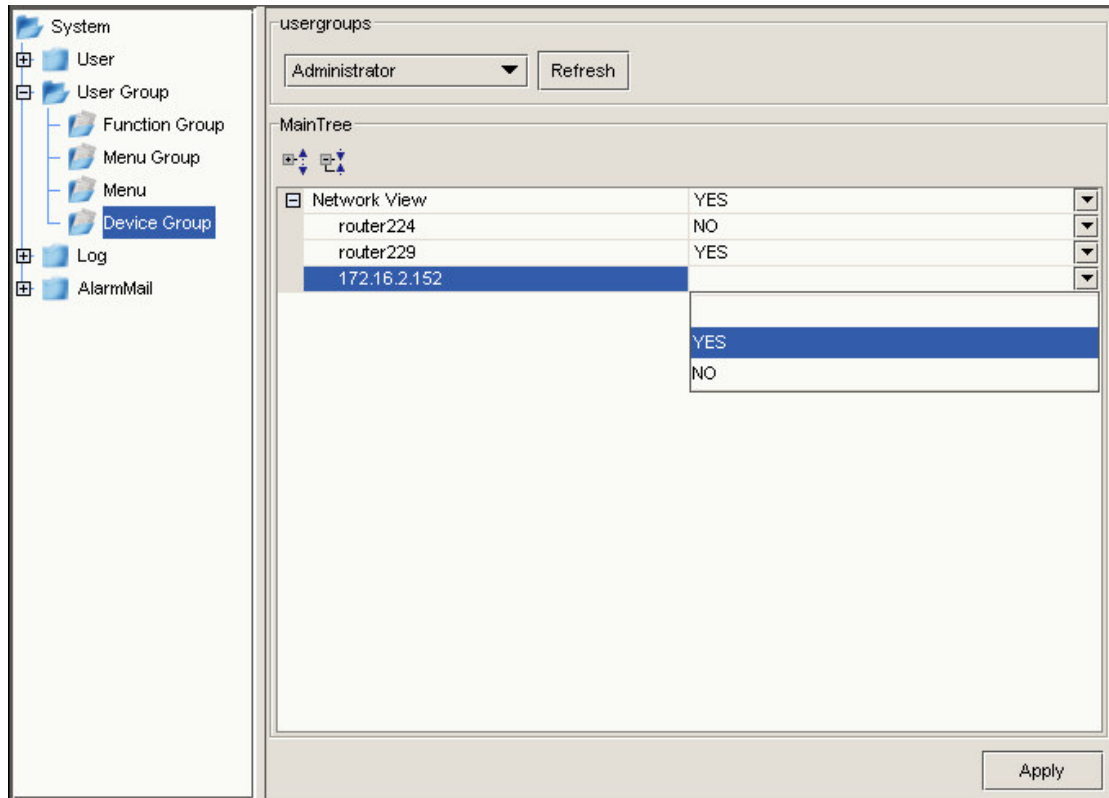 System
User
User Group
Function Group
Menu Group
Menu
Device Group
Log
AlarmMail
usergroups
Administrator Refresh
MainTree
Network View YES
router224 NO
router229 YES
172.16.2.152
YES
NO
Apply